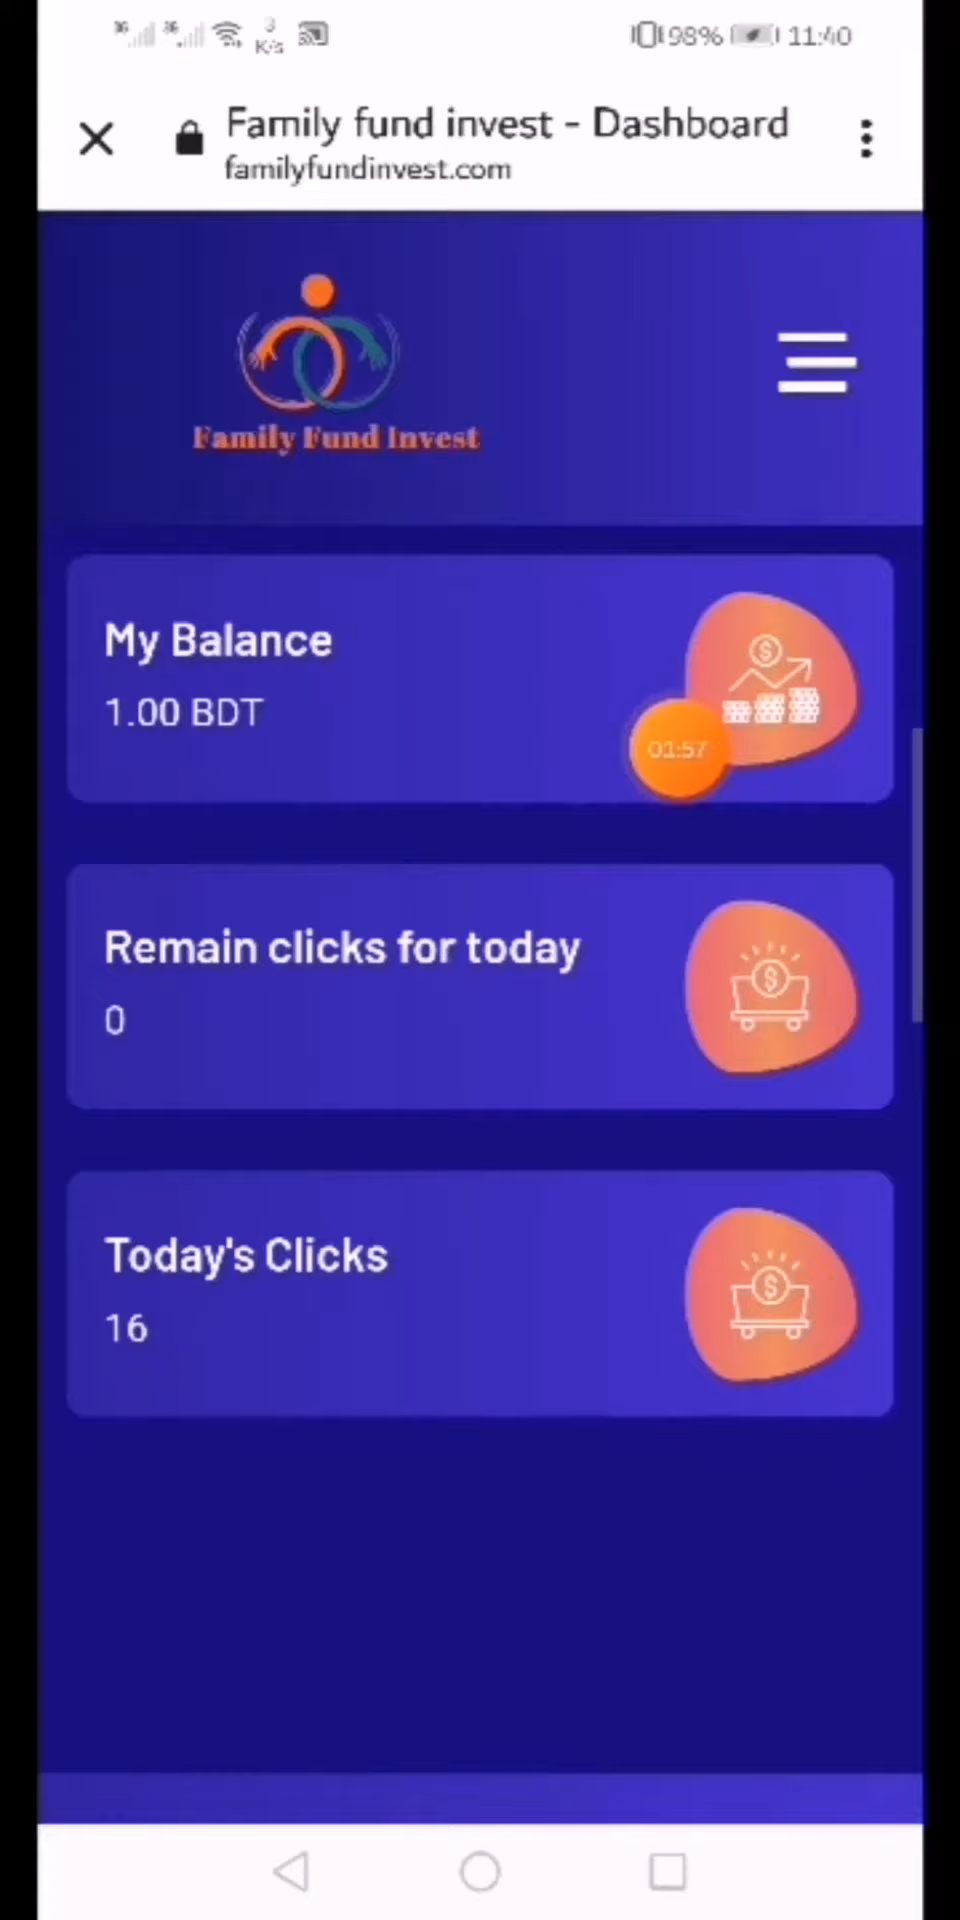 3
K/s
98%
11:40
Family fund invest - Dashboard
familyfundinvest.com
Family Fund Invest
My Balance
1.00 BDT
01:57
Remain clicks for today
0
Today's Clicks
16